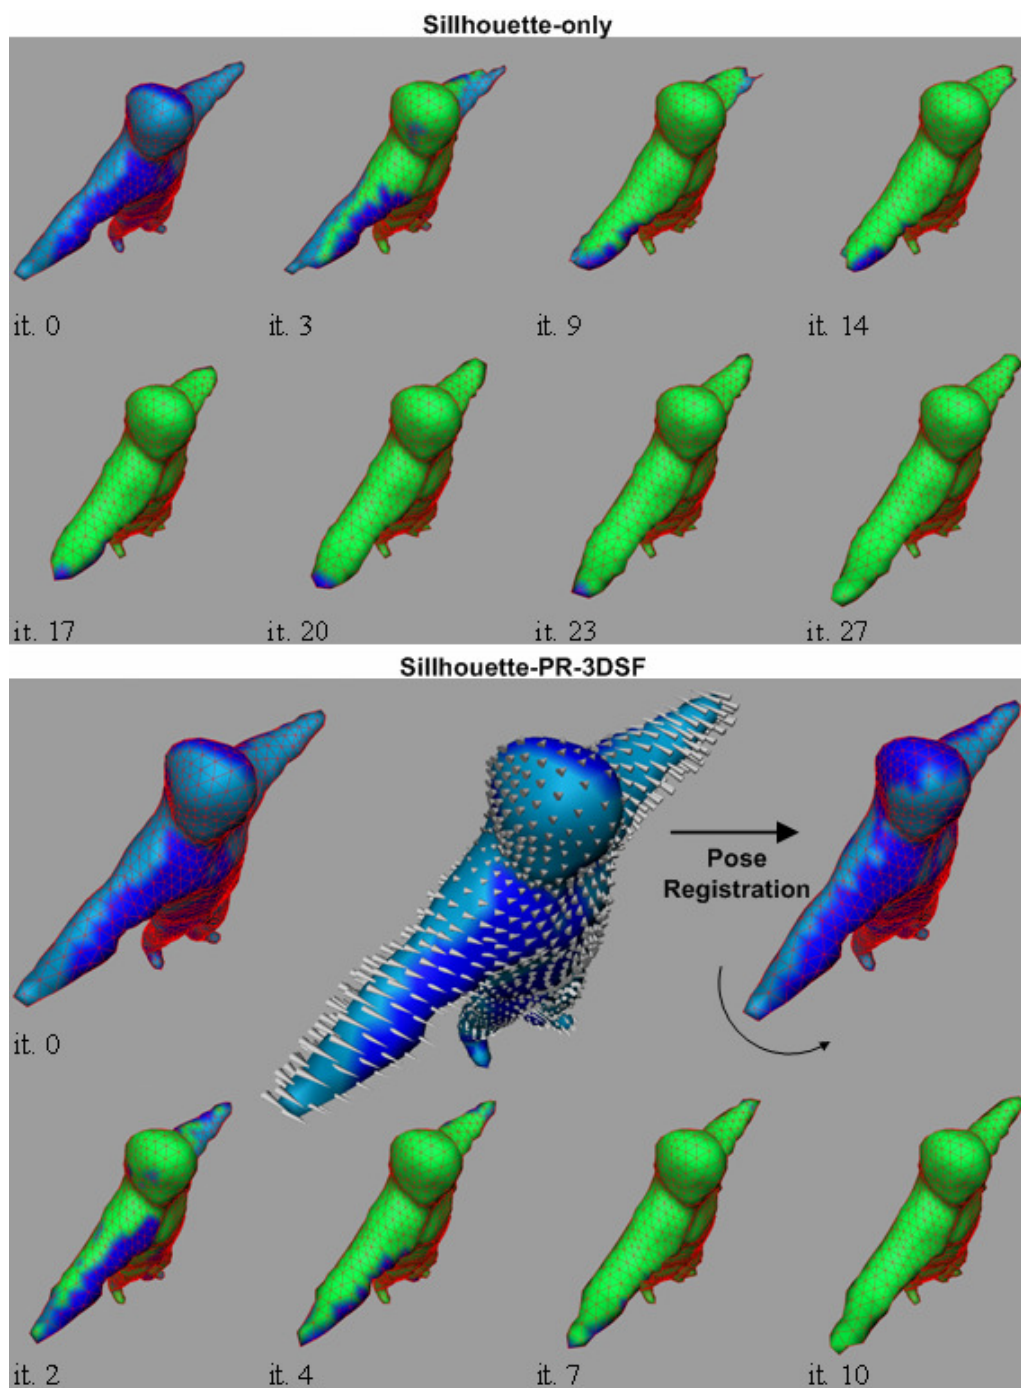 Sillhouette-only
it. 0
it. 3
it. 9
it. 14
it. 17
it. 20
it. 23
it. 27
Sillhouette-PR-3DSF
Pose
Registration
it. 0
it. 2
it. 4
it. 7
it. 10